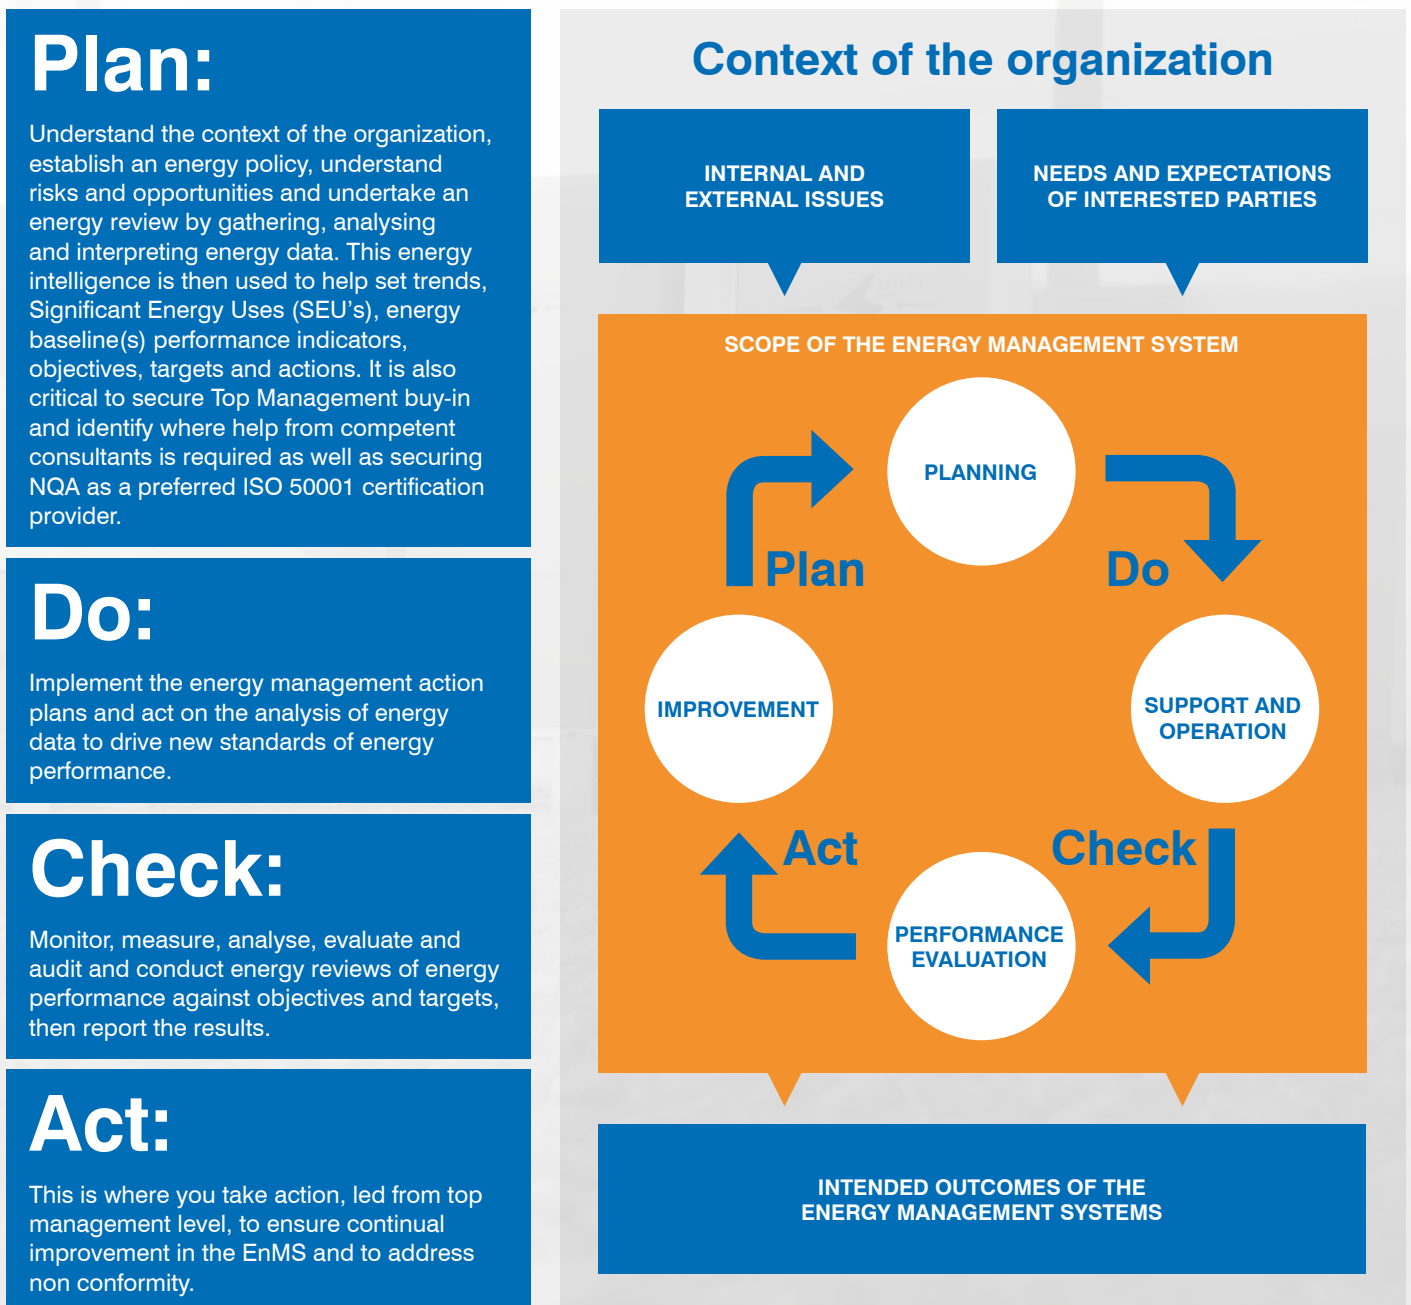 Plan:
Understand the context of the organization,
establish an energy policy, understand
risks and opportunities and undertake an
energy review by gathering, analysing
and interpreting energy data. This energy
intelligence is then used to help set trends,
Significant Energy Uses (SEU’s), energy
baseline(s) performance indicators,
objectives, targets and actions. It is also
critical to secure Top Management buy-in
and identify where help from competent
consultants is required as well as securing
NQA as a preferred ISO 50001 certification
provider.
Do:
Implement the energy management action
plans and act on the analysis of energy
data to drive new standards of energy
performance.
Check:
Monitor, measure, analyse, evaluate and
audit and conduct energy reviews of energy
performance against objectives and targets,
then report the results.
Act:
This is where you take action, led from top
management level, to ensure continual
improvement in the EnMS and to address
non conformity.
Context of the organization
INTERNAL AND
EXTERNAL ISSUES
NEEDS AND EXPECTATIONS
OF INTERESTED PARTIES
SCOPE OF THE ENERGY MANAGEMENT SYSTEM
PLANNING
Plan
Do
IMPROVEMENT
SUPPORT AND
OPERATION
Act
Check
PERFORMANCE
EVALUATION
INTENDED OUTCOMES OF THE
ENERGY MANAGEMENT SYSTEMS